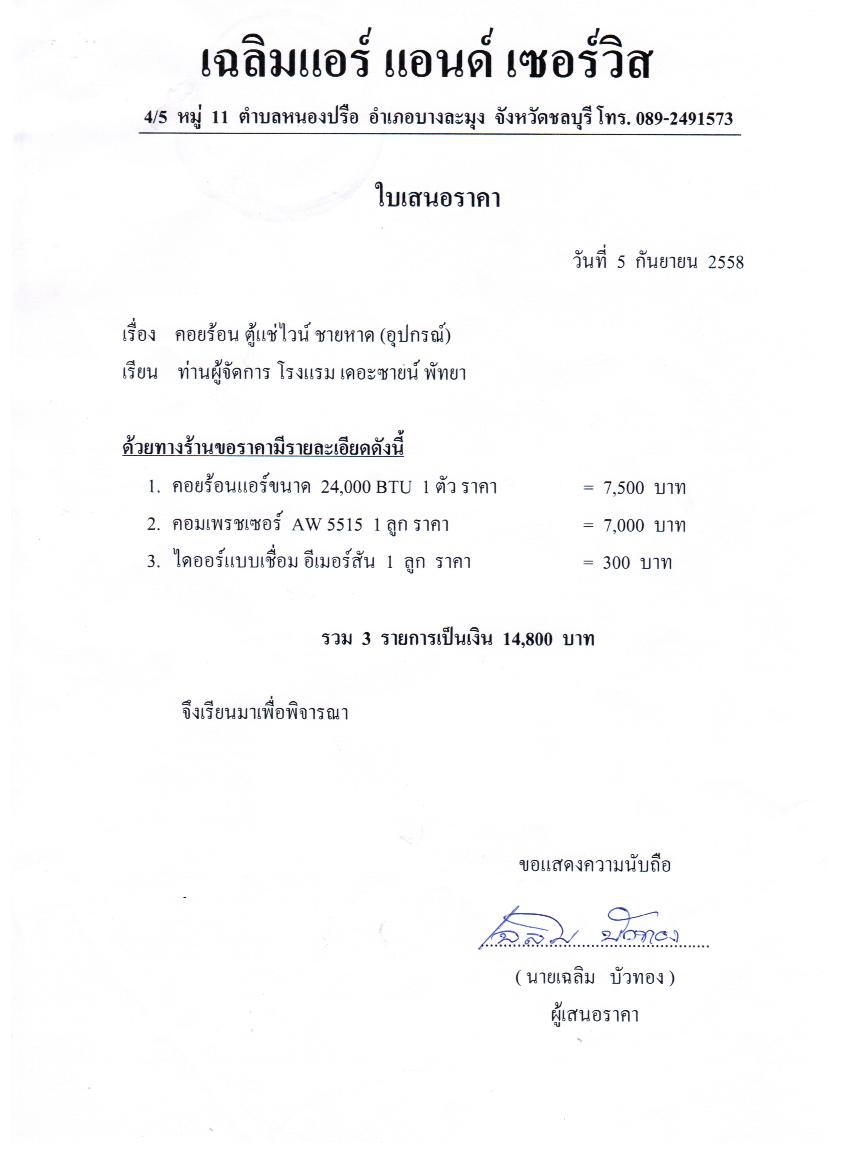 เฉลิมแอร์ แอนด์ เซอร์วิส
4/5 หมู่ 11 ตำบลหนองปรือ อำเภอบางละมุง จังหวัดชลบุรี โทร. 089-2491573
ใบเสนอราคา
วันที่ 5 กันยายน 2558
เรื่อง คอยร้อน ตู้แช่ไวน์ ชายหาด (อุปกรณ์)
เรียน ท่านผู้จัดการ โรงแรม เดอะซายน์ พัทยา
ด้วยทางร้านขอราคามีรายละเอียดดังนี้
1. คอยร้อนแอร์ขนาด 24,000 BTU 1 ตัว ราคา = 7,500 บาท
2. คอมเพรชเซอร์ AW 5515 1 ลูก ราคา = 7,000 บาท
3. ไดออร์แบบเชื่อม อีเมอร์สัน 1 ลูก ราคา = 300 บาท
รวม 3 รายการเป็นเงิน 14,800 บาท
จึงเรียนมาเพื่อพิจารณา
ขอแสดงความนับถือ
เฉลิม บัวทอง
( นายเฉลิม บัวทอง )
ผู้เสนอราคา